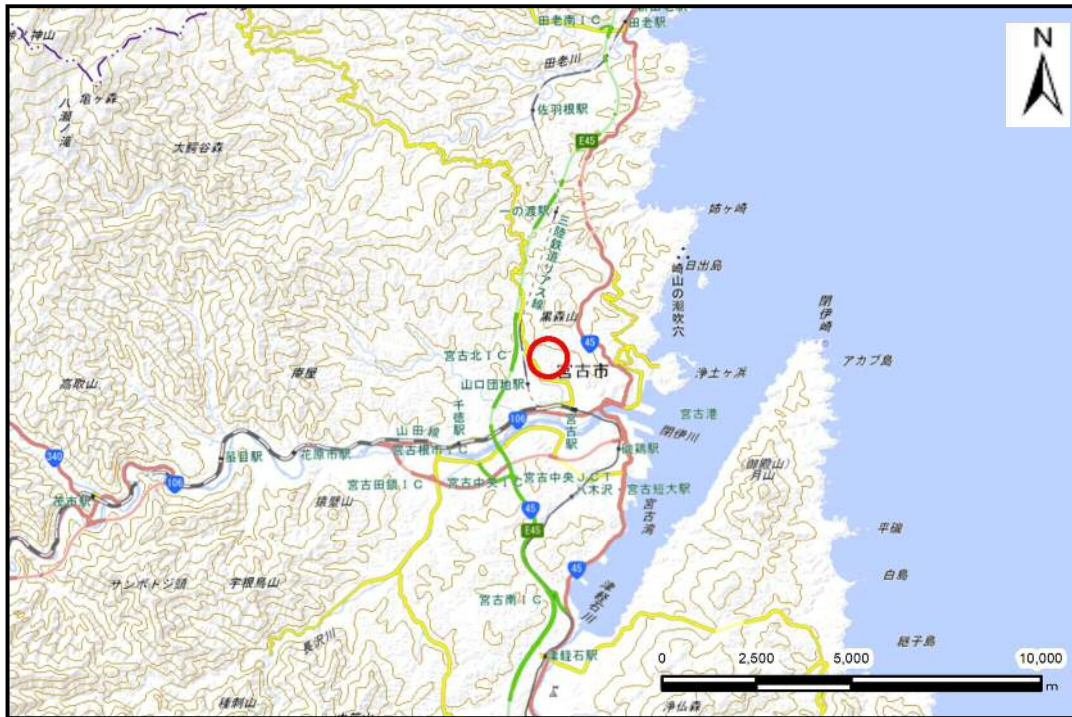 田老南IC
田老駅
田老川
佐羽根駅
亀ヶ森
八瀬ノ滝
大鰐谷森
E45
N
一の渡駅
三陸鉄道リアス線
姉ヶ崎
日出島
崎山の潮吹穴
黒森山
45
宮古北IC
宮古市
山口団地駅
閉伊崎
アカブ島
浄土ヶ浜
宮古港
閉伊川
高取山
南屋
千徳駅
山田線
106
宮古駅
宮古根市IC
花原市駅
蟇目駅
340
106
茂市駅
宮古田鎖IC
宮古中央IC
宮古中央JCT
磯鶏駅
八木沢・宮古短大駅
宮古湾
(御殿山)
月山
猿壁山
45
E45
平磯
45
白島
サンボトジ頭
宇根鳥山
宮古南IC
津軽石川
長沢川
継子島
津軽石駅
種刺山
浄仏森
0 2,500 5,000 10,000
m